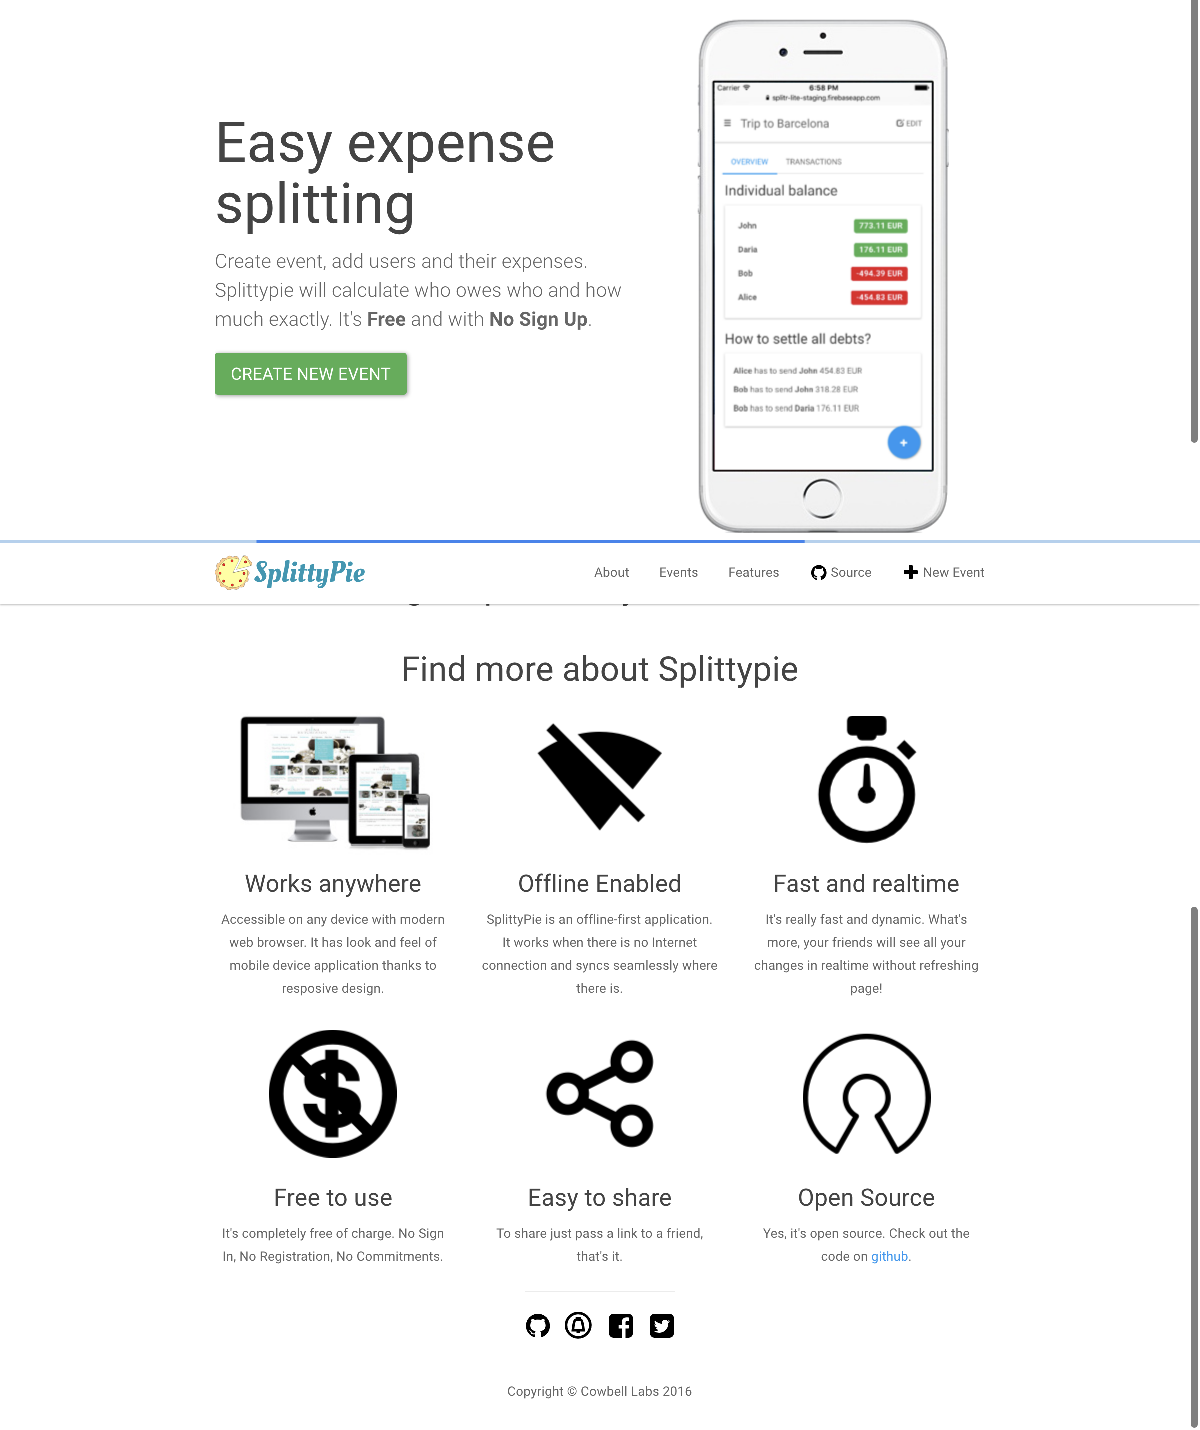 Easy expense
splitting
Create event, add users and their expenses.
Splittypie will calculate who owes who and how
much exactly. It's Free and with No Sign Up.
CREATE NEW EVENT
Carrier 6:58 PM
splitr-lite-staging.firebaseapp.com
Trip to Barcelona EDIT
OVERVIEW TRANSACTIONS
Individual balance
John 773.11 EUR
Daria 176.11 EUR
Bob -494.39 EUR
Alice -454.83 EUR
How to settle all debts?
Alice has to send John 454.83 EUR
Bob has to send John 318.28 EUR
Bob has to send Daria 176.11 EUR
SplittyPie About Events Features Source New Event
Find more about Splittypie
Works anywhere
Accessible on any device with modern
web browser. It has look and feel of
mobile device application thanks to
resposive design.
Offline Enabled
SplittyPie is an offline-first application.
It works when there is no Internet
connection and syncs seamlessly where
there is.
Fast and realtime
It's really fast and dynamic. What's
more, your friends will see all your
changes in realtime without refreshing
page!
Free to use
It's completely free of charge. No Sign
In, No Registration, No Commitments.
Easy to share
To share just pass a link to a friend,
that's it.
Open Source
Yes, it's open source. Check out the
code on github.
Copyright © Cowbell Labs 2016